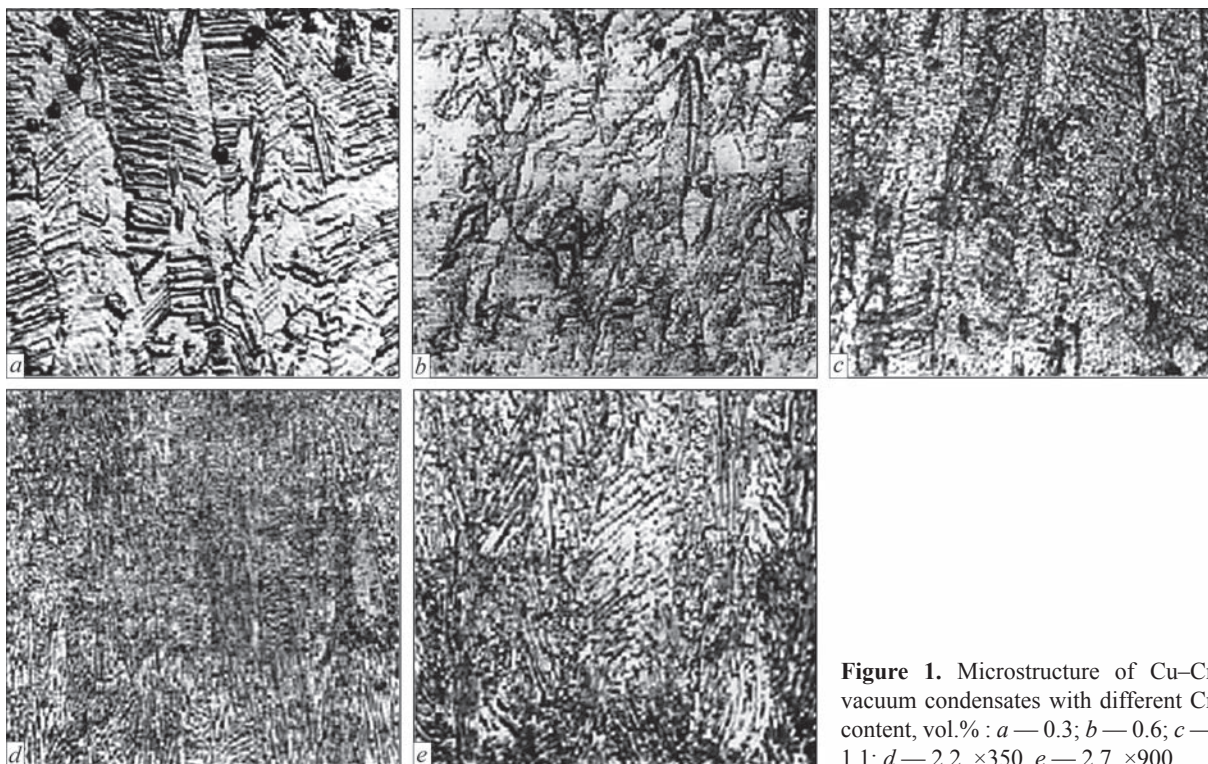 a
b
c
d
e
Figure 1. Microstructure of Cu–Cr
vacuum condensates with different Cr
content, vol.% : a — 0.3; b — 0.6; c —
1.1; d — 2.2, ×350, e — 2.7, ×900